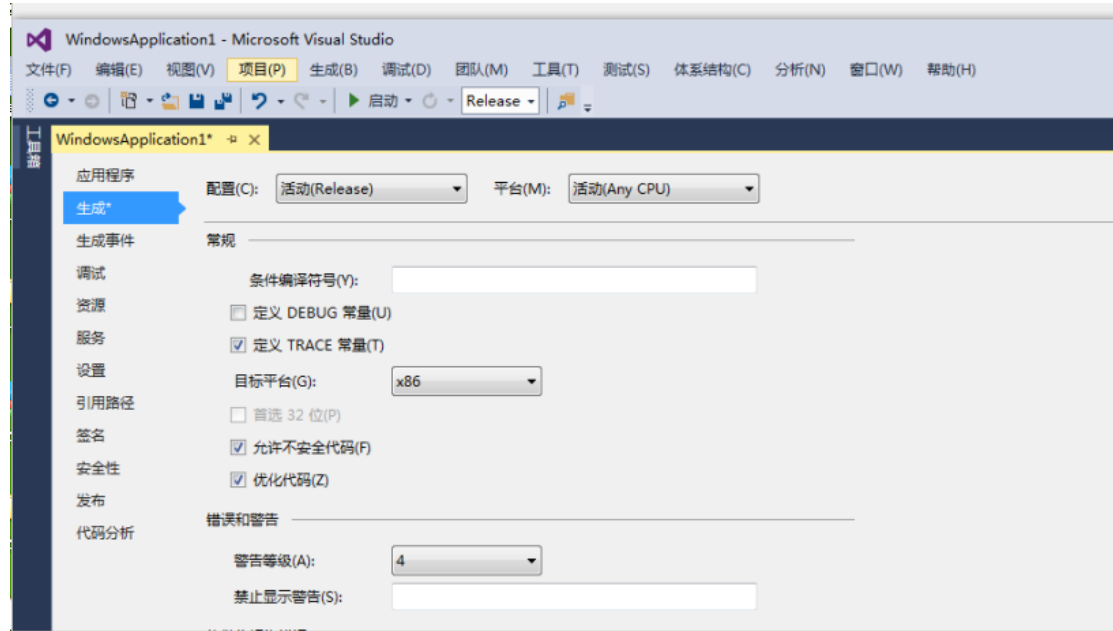 WindowsApplication1 - Microsoft Visual Studio
文件(F) 编辑(E) 视图(V) 项目(P) 生成(B) 调试(D) 团队(M) 工具(T) 测试(S) 体系结构(C) 分析(N) 窗口(W) 帮助(H)
启动 Release
工具箱
WindowsApplication1*
应用程序
配置(C): 活动(Release) 平台(M): 活动(Any CPU)
生成*
生成事件
常规
调试
条件编译符号(Y):
资源
定义 DEBUG 常量(U)
服务
定义 TRACE 常量(T)
设置
目标平台(G): x86
引用路径
首选 32 位(P)
签名
允许不安全代码(F)
安全性
优化代码(Z)
发布
错误和警告
代码分析
警告等级(A): 4
禁止显示警告(S):